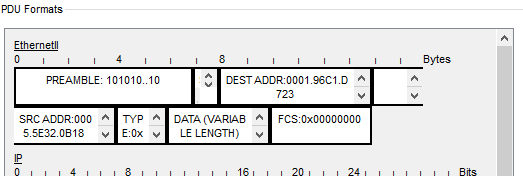 PDU Formats
EthernetII
0 4 8 Bytes
PREAMBLE: 101010..10
DEST ADDR:0001.96C1.D
723
SRC ADDR:000
5.5E32.0B18
TYP
E:0x
DATA (VARIAB
LE LENGTH)
FCS:0x00000000
IP
0 4 8 16 20 24 Bits